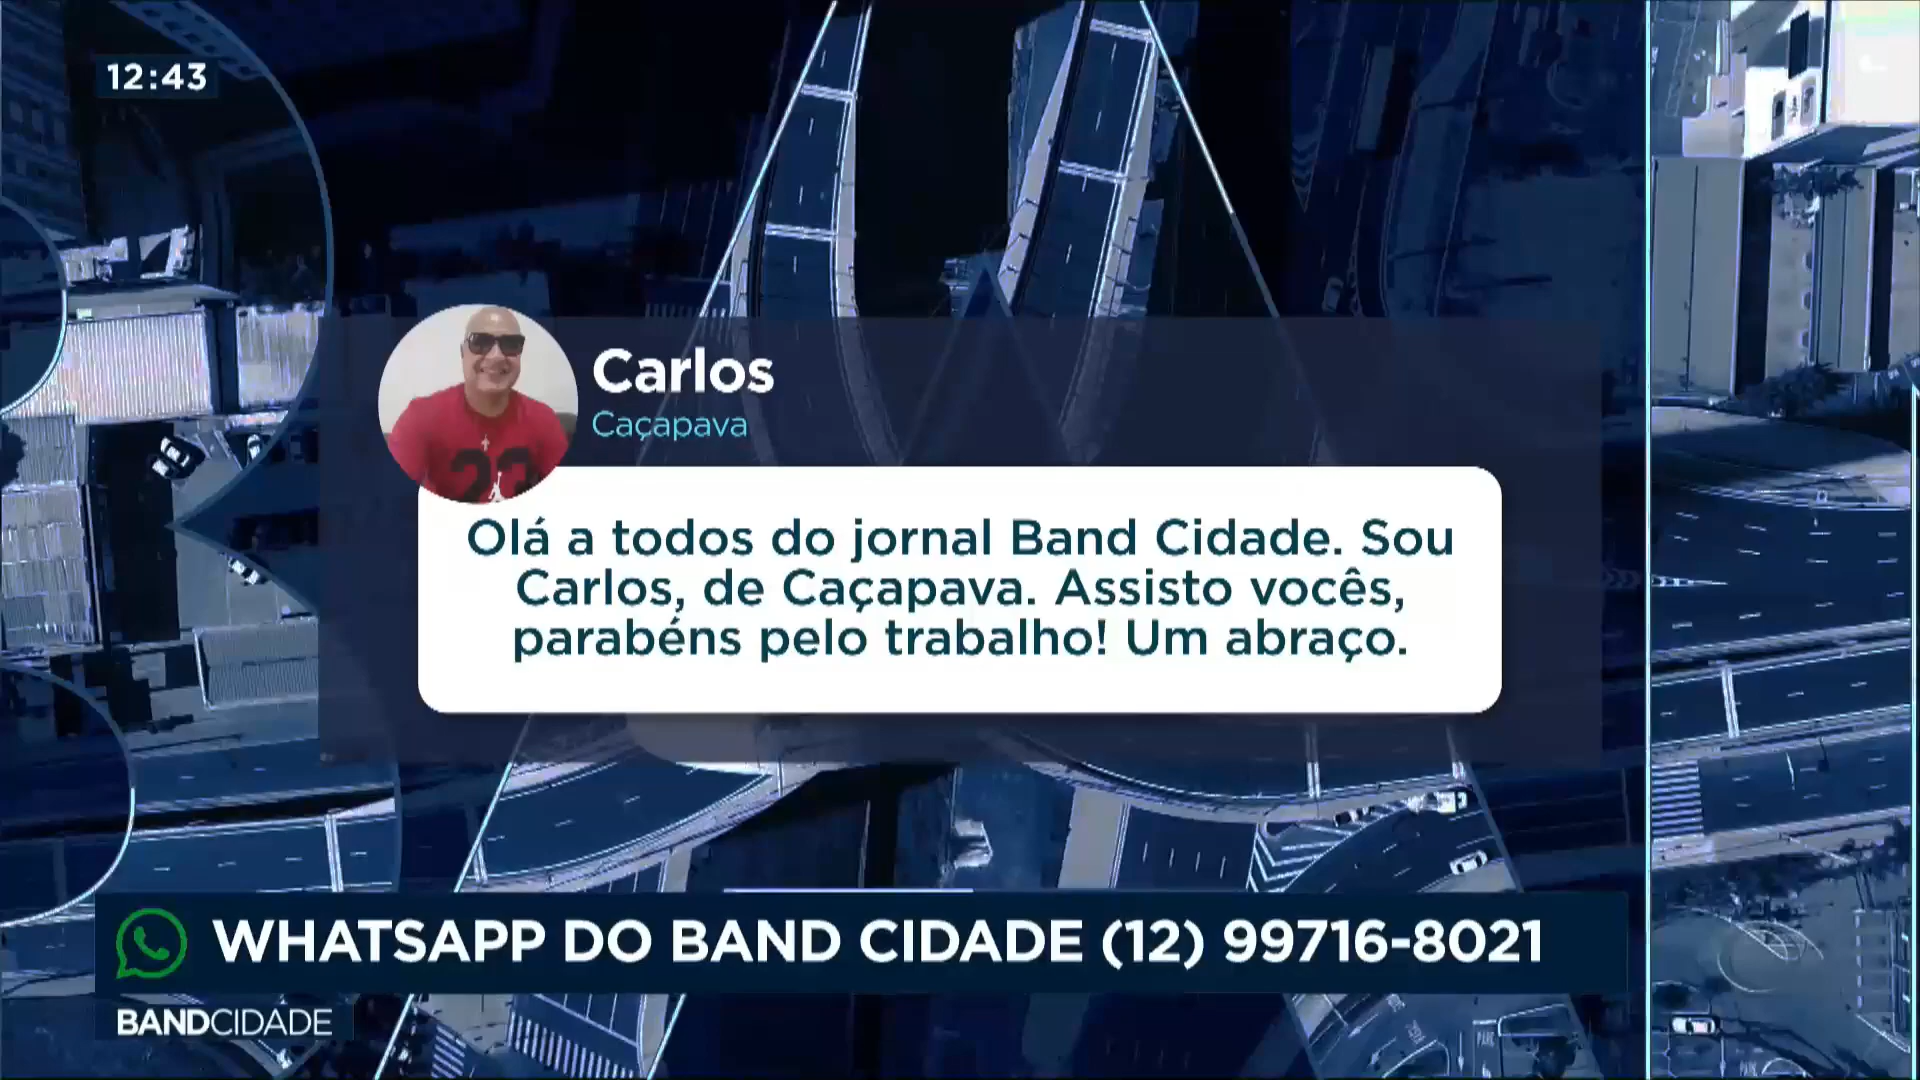 12:43
Carlos
Caçapava
23
Olá a todos do jornal Band Cidade. Sou
Carlos, de Caçapava. Assisto vocês,
parabéns pelo trabalho! Um abraço.
WHATSAPP DO BAND CIDADE (12) 99716-8021
BANDCIDADE